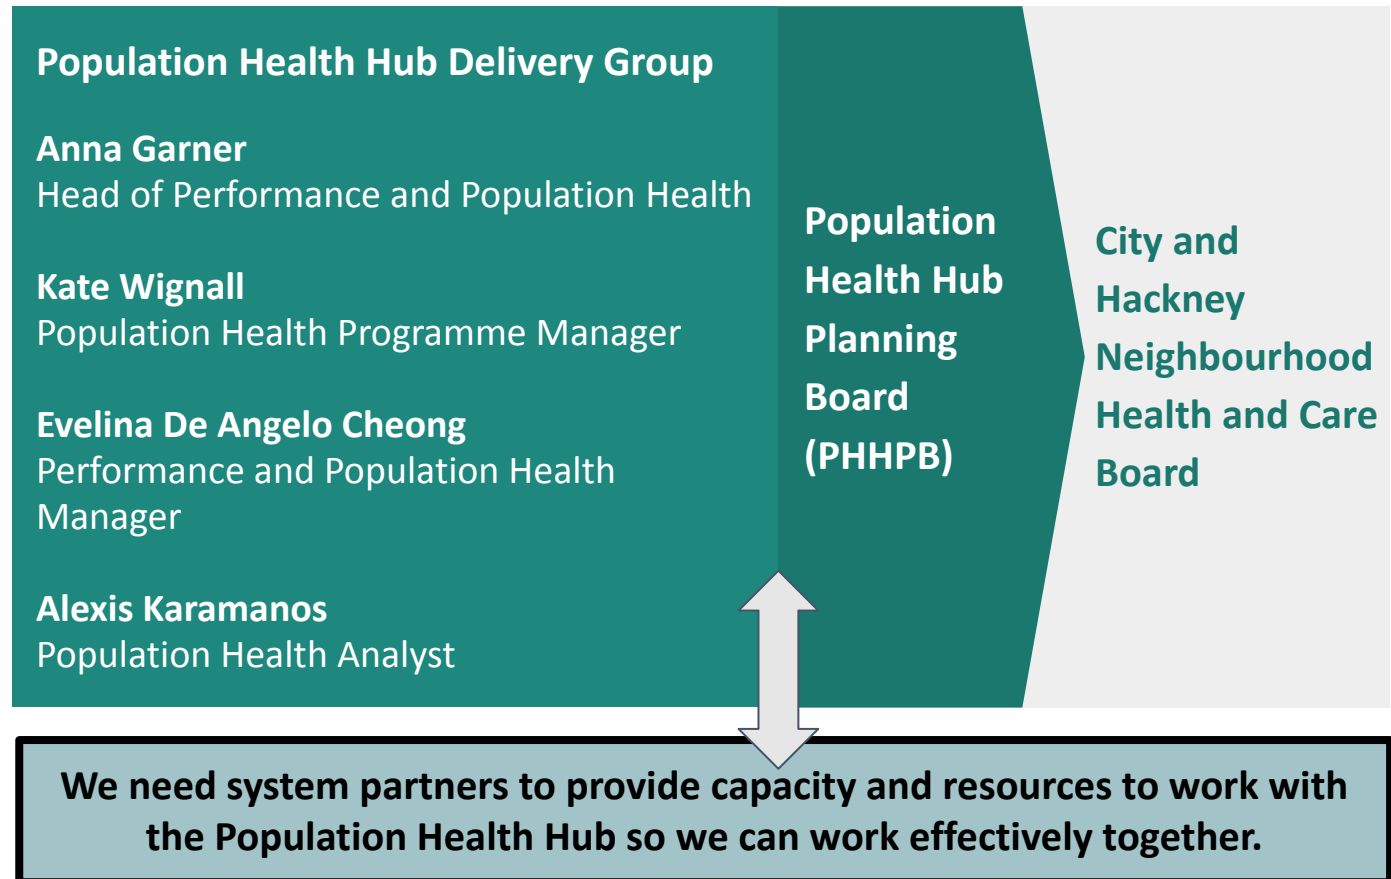 Population Health Hub Delivery Group
Anna Garner
Head of Performance and Population Health
Kate Wignall
Population Health Programme Manager
Evelina De Angelo Cheong
Performance and Population Health
Manager
Alexis Karamanos
Population Health Analyst
Population
Health Hub
Planning
Board
(PHHPB)
City and
Hackney
Neighbourhood
Health and Care
Board
We need system partners to provide capacity and resources to work with
the Population Health Hub so we can work effectively together.